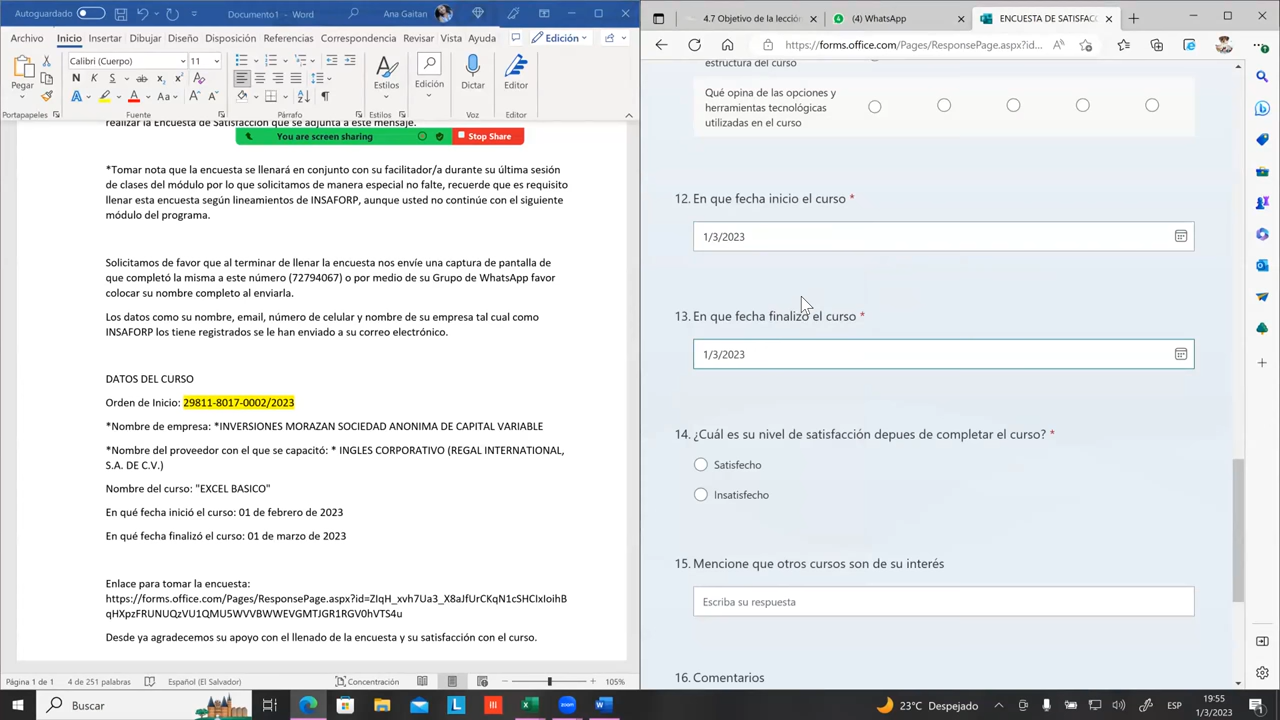 Autoguardado
Documento1 - Word
Ana Gaitan
Archivo Inicio Insertar Dibujar Diseño Disposición Referencias Correspondencias Revisar Vista Ayuda Edición
Pegar
Calibri (Cuerpo) 11
N K S
Estilos
Edición
Dictar
Editor
Portapapeles Fuente Párrafo Estilos Voz Editor
realizar la Encuesta de Satisfacción que se adjunta a este mensaje.
You are screen sharing Stop Share
*Tomar nota que la encuesta se llenará en conjunto con su facilitador/a durante su última sesión
de clases del módulo por lo que solicitamos de manera especial no falte, recuerde que es requisito
llenar esta encuesta según lineamientos de INSAFORP, aunque usted no continúe con el siguiente
módulo del programa.
Solicitamos de favor que al terminar de llenar la encuesta nos envíe una captura de pantalla de
que completó la misma a este número (72794067) o por medio de su Grupo de WhatsApp favor
colocar su nombre completo al enviarla.
Los datos como su nombre, email, número de celular y nombre de su empresa tal cual como
INSAFORP los tiene registrados se le han enviado a su correo electrónico.
DATOS DEL CURSO
Orden de Inicio: 29811-8017-0002/2023
*Nombre de empresa: *INVERSIONES MORAZAN SOCIEDAD ANONIMA DE CAPITAL VARIABLE
*Nombre del proveedor con el que se capacitó: * INGLES CORPORATIVO (REGAL INTERNATIONAL,
S.A. DE C.V.)
Nombre del curso: "EXCEL BASICO"
En qué fecha inició el curso: 01 de febrero de 2023
En qué fecha finalizó el curso: 01 de marzo de 2023
Enlace para tomar la encuesta:
https://forms.office.com/Pages/ResponsePage.aspx?id=ZIqH_xvh7Ua3_X8aJfUrCKqN1cSHCIxIoihB
qHXpzFRUNUQzVU1QMU5WVVBWWEVGMTJGR1RGV0hVTS4u
Desde ya agradecemos su apoyo con el llenado de la encuesta y su satisfacción con el curso.
Página 1 de 1 4 de 251 palabras Español (El Salvador) Concentración 105%
4.7 Objetivo de la lección
(4) WhatsApp
ENCUESTA DE SATISFACC
https://forms.office.com/Pages/ResponsePage.aspx?id...
estructura del curso
Qué opina de las opciones y
herramientas tecnológicas
utilizadas en el curso
12. En que fecha inicio el curso *
1/3/2023
13. En que fecha finalizo el curso *
1/3/2023
14. ¿Cuál es su nivel de satisfacción depues de completar el curso? *
Satisfecho
Insatisfecho
15. Mencione que otros cursos son de su interés
Escriba su respuesta
16. Comentarios
Buscar
23°C Despejado
ESP
19:55
1/3/2023